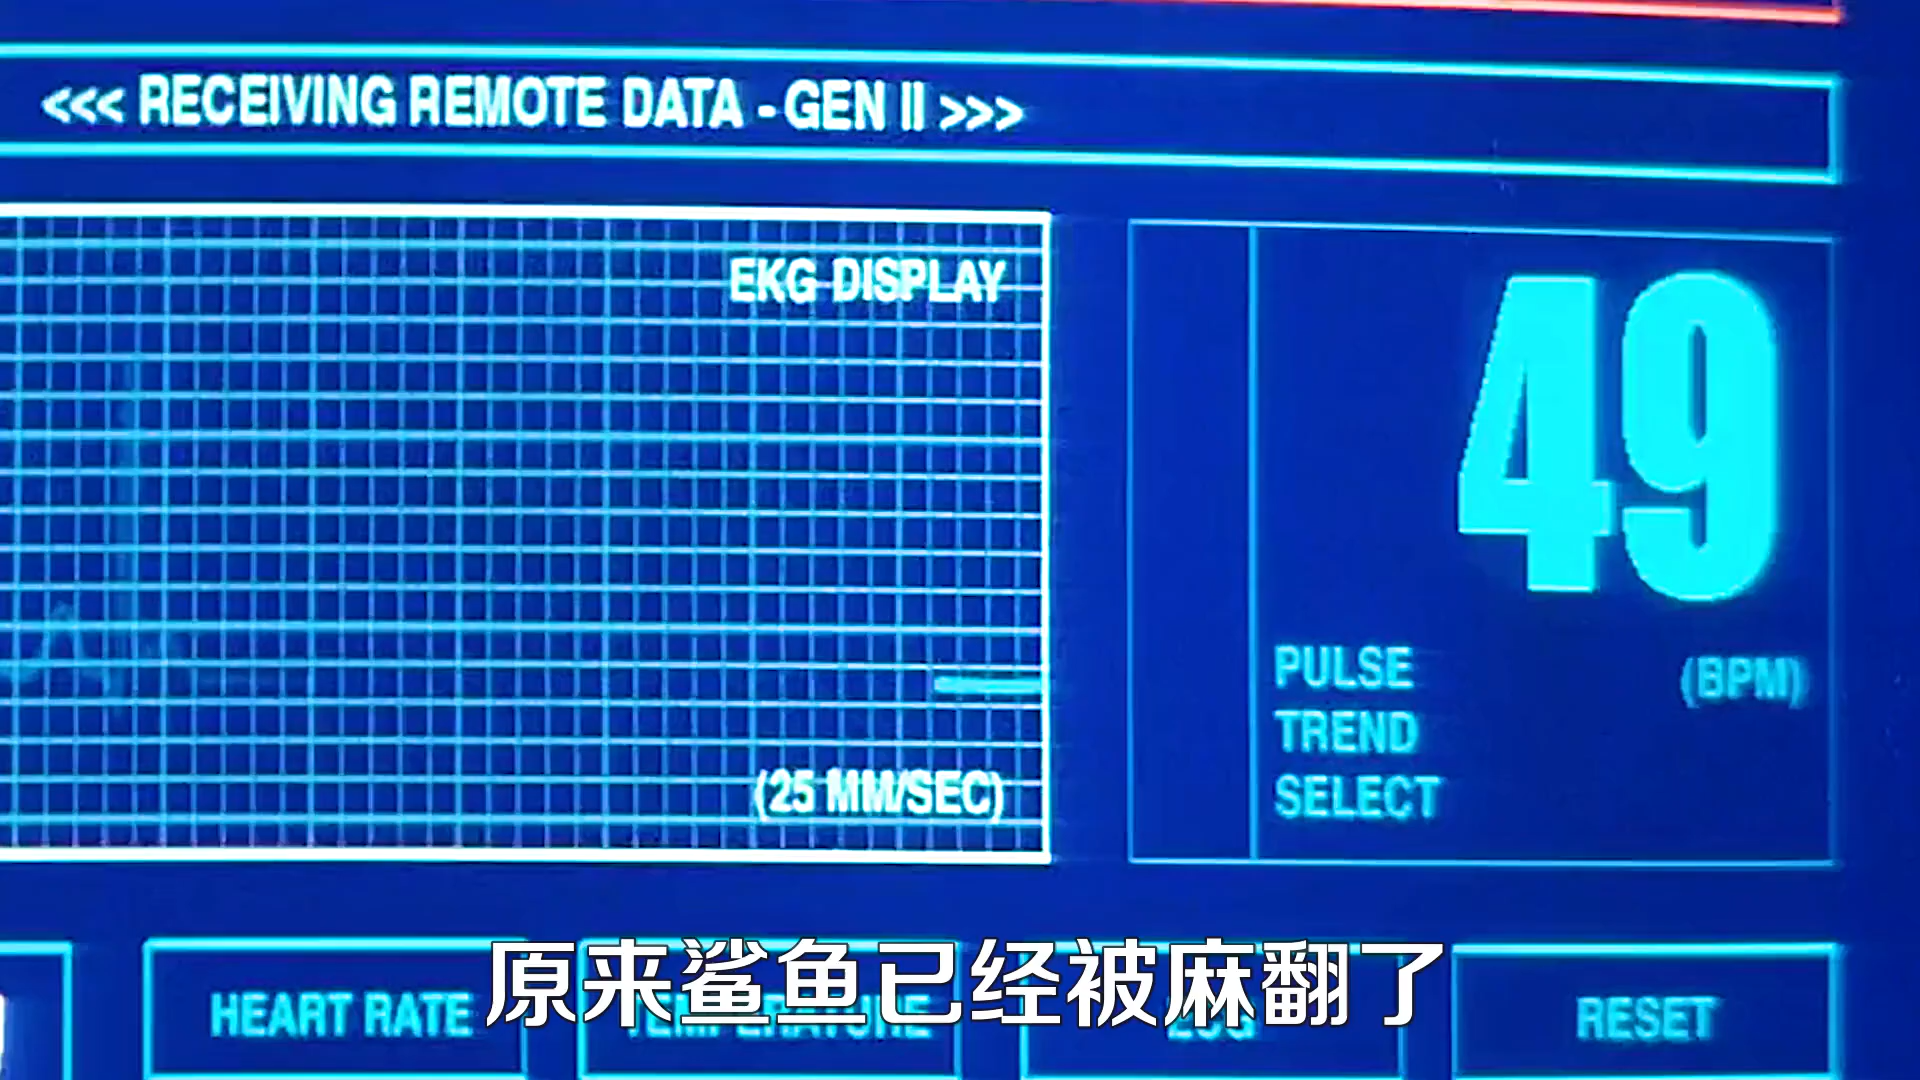 <<< RECEIVING REMOTE DATA - GEN II >>>
EKG DISPLAY
49
PULSE
TREND
SELECT
(BPM)
(25 MM/SEC)
HEART RATE
TEMPERATURE
RESET
原来鲨鱼已经被麻翻了